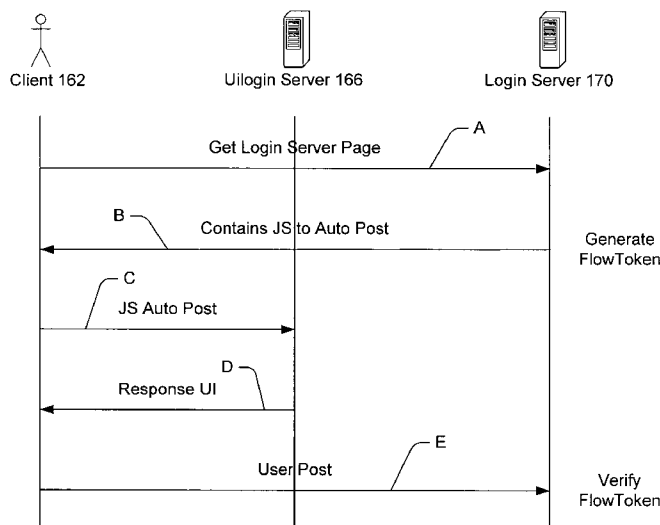 Client 162
Uilogin Server 166
Login Server 170
A
Get Login Server Page
B
Contains JS to Auto Post
Generate
FlowToken
C
JS Auto Post
D
Response UI
E
User Post
Verify
FlowToken